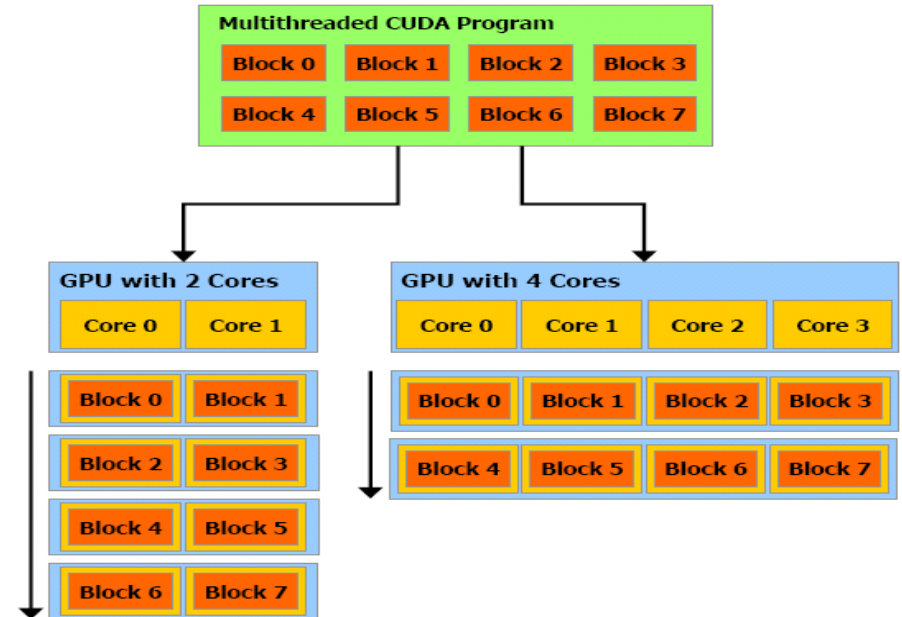 Multithreaded CUDA Program
Block 0 Block 1 Block 2 Block 3
Block 4 Block 5 Block 6 Block 7
GPU with 2 Cores
Core 0 Core 1
Block 0 Block 1
Block 2 Block 3
Block 4 Block 5
Block 6 Block 7
GPU with 4 Cores
Core 0 Core 1 Core 2 Core 3
Block 0 Block 1 Block 2 Block 3
Block 4 Block 5 Block 6 Block 7